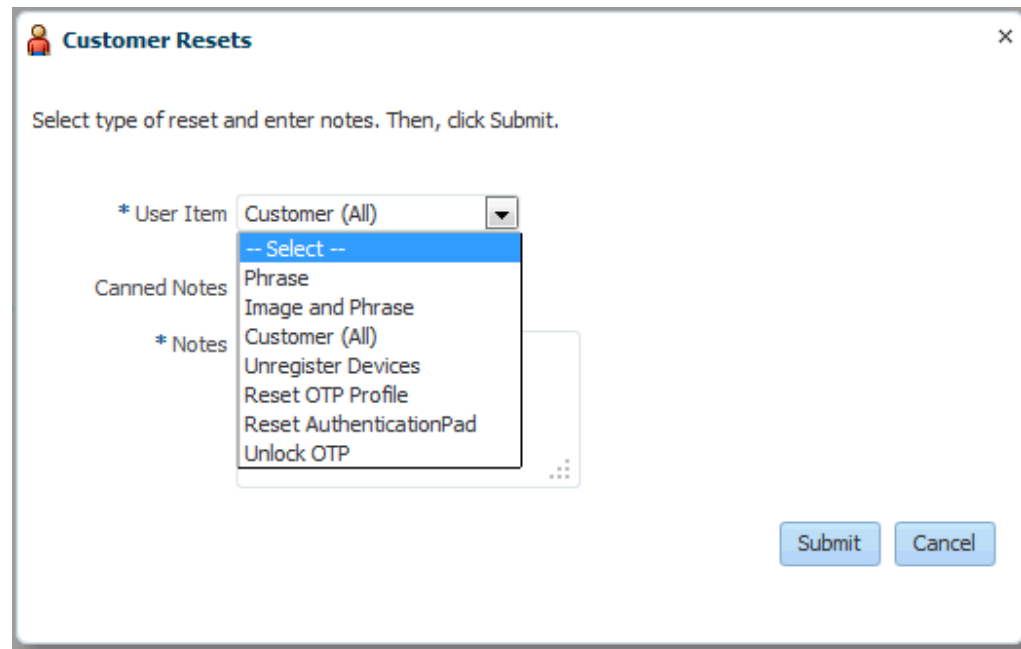 Customer Resets
×
Select type of reset and enter notes. Then, click Submit.
* User Item Customer (All)
-- Select --
Phrase
Canned Notes
Image and Phrase
* Notes
Customer (All)
Unregister Devices
Reset OTP Profile
Reset AuthenticationPad
Unlock OTP
Submit Cancel